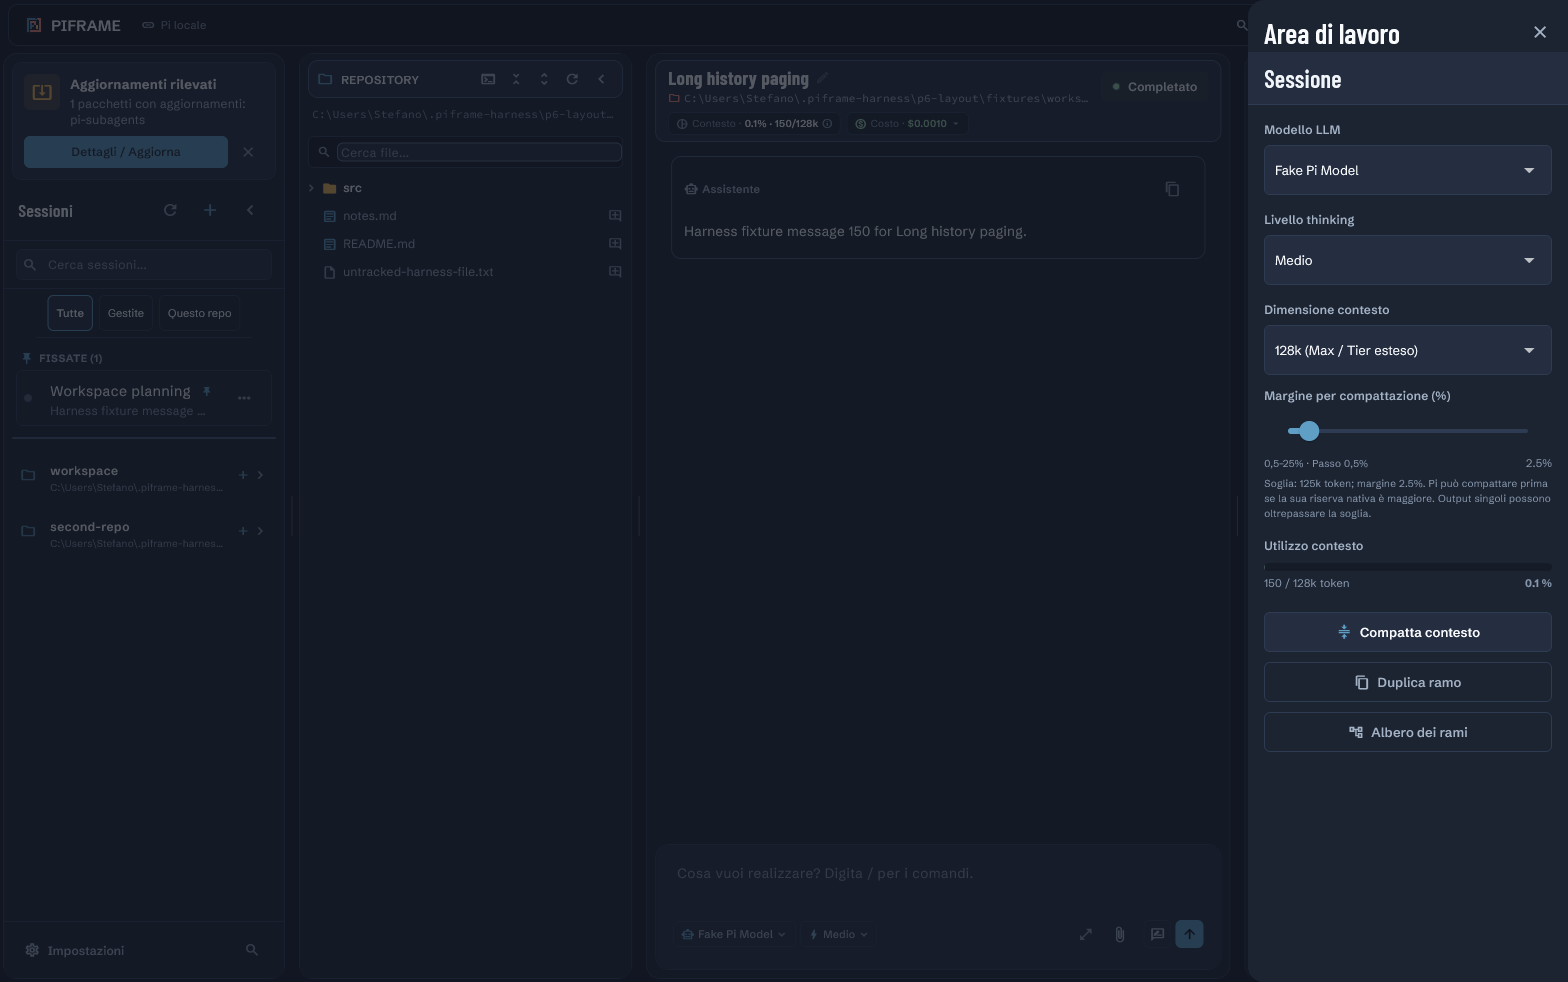 PIFRAME
Pi locale
Aggiornamenti rilevati
1 pacchetti con aggiornamenti:
pi-subagents
Dettagli / Aggiorna
Sessioni
Cerca sessioni...
Tutte
Gestite
Questo repo
FISSATE (1)
Workspace planning
Harness fixture message ...
workspace
C:\Users\Stefano\.piframe-harnes...
second-repo
C:\Users\Stefano\.piframe-harnes...
Impostazioni
REPOSITORY
C:\Users\Stefano\.piframe-harness\p6-layout...
Cerca file...
src
notes.md
README.md
untracked-harness-file.txt
Long history paging
C:\Users\Stefano\.piframe-harness\p6-layout\fixtures\works...
Contesto · 0.1% · 150/128k
Costo · $0.0010
Completato
Assistente
Harness fixture message 150 for Long history paging.
Cosa vuoi realizzare? Digita / per i comandi.
Fake Pi Model
Medio
Area di lavoro
Sessione
Modello LLM
Fake Pi Model
Livello thinking
Medio
Dimensione contesto
128k (Max / Tier esteso)
Margine per compattazione (%)
0,5-25% · Passo 0,5%
2.5%
Soglia: 125k token; margine 2.5%. Pi può compattare prima
se la sua riserva nativa è maggiore. Output singoli possono
oltrepassare la soglia.
Utilizzo contesto
150 / 128k token
0.1 %
Compatta contesto
Duplica ramo
Albero dei rami